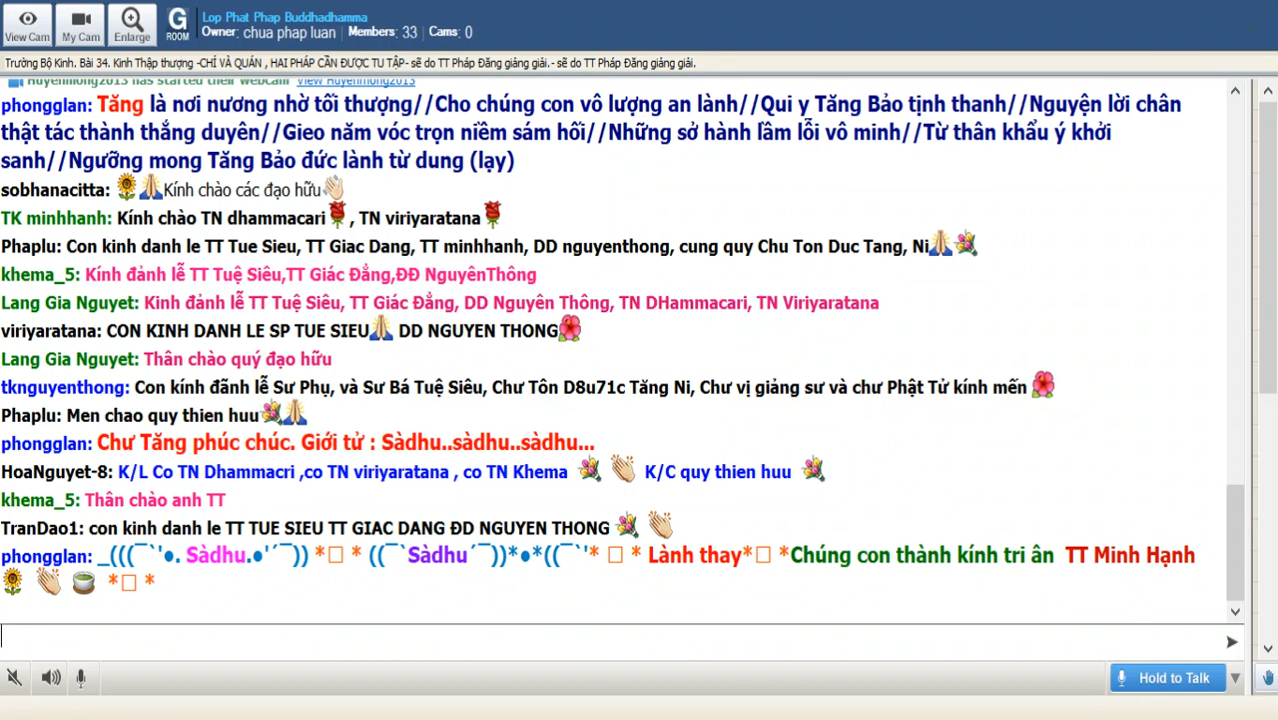 View Cam
My Cam
Enlarge
G
ROOM
Lop Phat Phap Buddhadhamma
Owner: chua phap luan | Members: 33 | Cams: 0
Trường Bộ Kinh. Bài 34. Kinh Thập thượng -CHỈ VÀ QUÁN , HAI PHÁP CẦN ĐƯỢC TU TẬP- sẽ do TT Pháp Đăng giảng giải.- sẽ do TT Pháp Đăng giảng giải.
Huyenmong2013 has started their webcam View Huyenmong2013
phongglan: Tăng là nơi nương nhờ tối thượng//Cho chúng con vô lượng an lành//Qui y Tăng Bảo tịnh thanh//Nguyện lời chân
thật tác thành thắng duyên//Gieo năm vóc trọn niềm sám hối//Những sở hành lầm lỗi vô minh//Từ thân khẩu ý khởi
sanh//Ngưỡng mong Tăng Bảo đức lành từ dung (lạy)
sobhanacitta: Kính chào các đạo hữu
TK minhhanh: Kính chào TN dhammacari , TN viriyaratana
Phaplu: Con kinh danh le TT Tue Sieu, TT Giac Dang, TT minhhanh, DD nguyenthong, cung quy Chu Ton Duc Tang, Ni
khema_5: Kính đảnh lễ TT Tuệ Siêu,TT Giác Đẳng,ĐĐ NguyênThông
Lang Gia Nguyet: Kinh đảnh lễ TT Tuệ Siêu, TT Giác Đẳng, DD Nguyên Thông, TN DHammacari, TN Viriyaratana
viriyaratana: CON KINH DANH LE SP TUE SIEU DD NGUYEN THONG
Lang Gia Nguyet: Thân chào quý đạo hữu
tknguyenthong: Con kính đãnh lễ Sư Phụ, và Sư Bá Tuệ Siêu, Chư Tôn D8u71c Tăng Ni, Chư vị giảng sư và chư Phật Tử kính mến
Phaplu: Men chao quy thien huu
phongglan: Chư Tăng phúc chúc. Giới tử : Sàdhu..sàdhu..sàdhu...
HoaNguyet-8: K/L Co TN Dhammacri ,co TN viriyaratana , co TN Khema K/C quy thien huu
khema_5: Thân chào anh TT
TranDao1: con kinh danh le TT TUE SIEU TT GIAC DANG ĐD NGUYEN THONG
phongglan: _(((¯`'●. Sàdhu.●'´¯)) *□ * ((¯`Sàdhu´¯))*●*((¯`'* □ * Lành thay*□ *Chúng con thành kính tri ân TT Minh Hạnh
*□ *
Hold to Talk